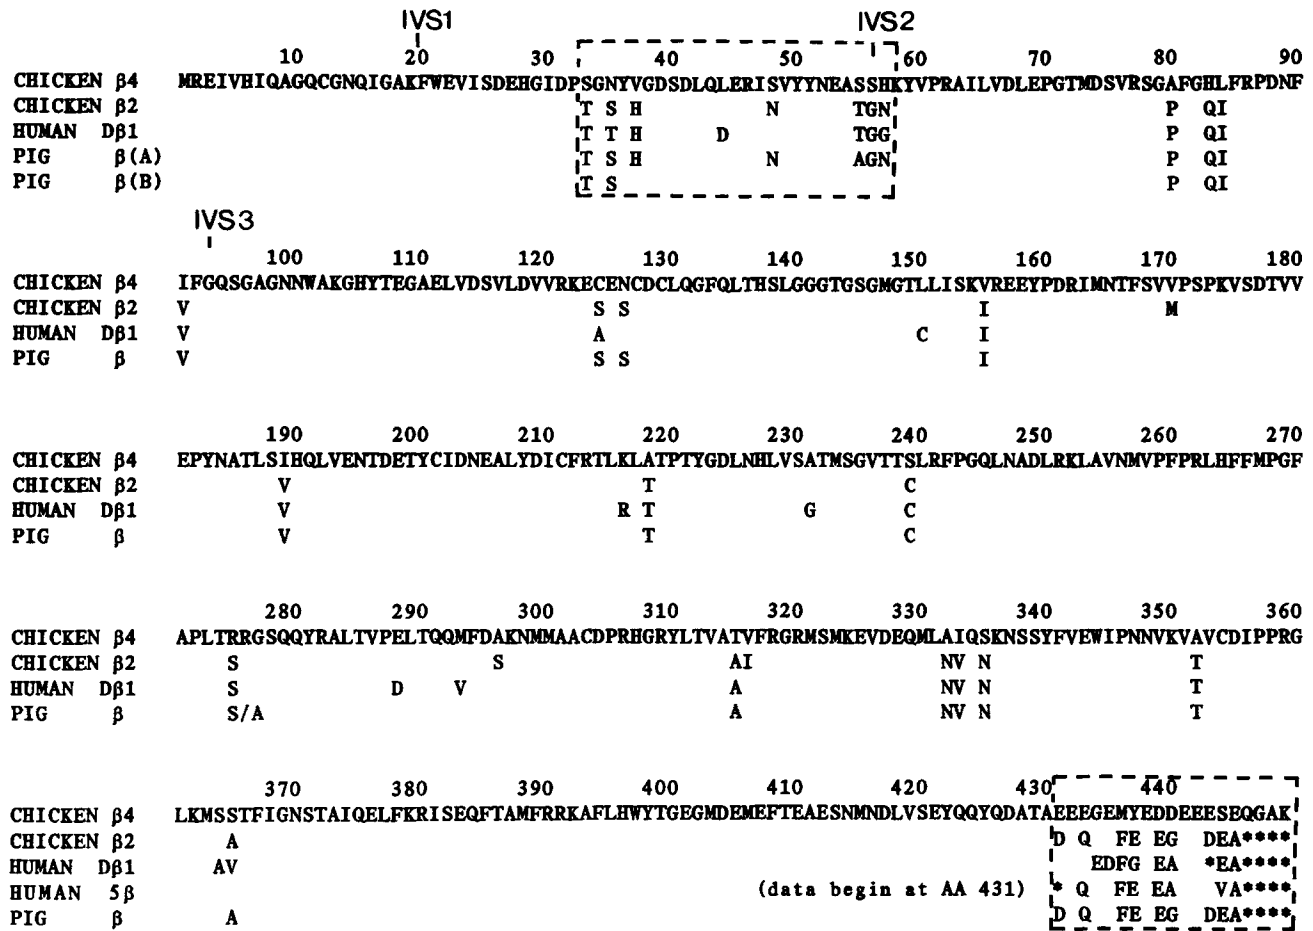 IVS1 IVS2
10 20 30 40 50 60 70 80 90
CHICKEN β4 MREIVHIQAGQCGNQIGAKFWEVISDEHGIDPSGNYVGDSDLQLERISVYYNEASSHKYVPRAILVDLEPGTMDSVRSGAFGHLFRPDNF
CHICKEN β2 T S H N TGN P QI
HUMAN Dβ1 T T H D TGG P QI
PIG β(A) T S H N AGN P QI
PIG β(B) T S P QI
IVS3
100 110 120 130 140 150 160 170 180
CHICKEN β4 IFGQSGAGNNWAKGHYTEGAELVDSVLDVVRKECENCDCLQGFQLTHSLGGGTGSGMGTLLISKVREEYPDRIMNTFSVVPSPKVSDTVV
CHICKEN β2 V S S I M
HUMAN Dβ1 V A C I
PIG β V S S I
190 200 210 220 230 240 250 260 270
CHICKEN β4 EPYNATLSIHQLVENTDETYCIDNEALYDICFRTLKLATPTYGDLNHLVSATMSGVTTSLRFPGQLNADLRKLAVNMVPFPRLHFFMPGF
CHICKEN β2 V T C
HUMAN Dβ1 V R T G C
PIG β V T C
280 290 300 310 320 330 340 350 360
CHICKEN β4 APLTRRGSQQYRALTVPELTQQMFDAKNMMAACDPRHGRYLTVATVFRGRMSMKEVDEQMLAIQSKNSSYFVEWIPNNVKVAVCDIPPRG
CHICKEN β2 S S AI NV N T
HUMAN Dβ1 S D V A NV N T
PIG β S/A A NV N T
370 380 390 400 410 420 430 440
CHICKEN β4 LKMSSTFIGNSTAIQELFKRISEQFTAMFRRKAFLHWYTGEGMDEMEFTEAESNMNDLVSEYQQYQDATAEEEGEMYEDDEEESEQGAK
CHICKEN β2 A D Q FE EG DEA****
HUMAN Dβ1 AV EDFG EA *EA****
HUMAN 5β (data begin at AA 431) * Q FE EA VA****
PIG β A D Q FE EG DEA****